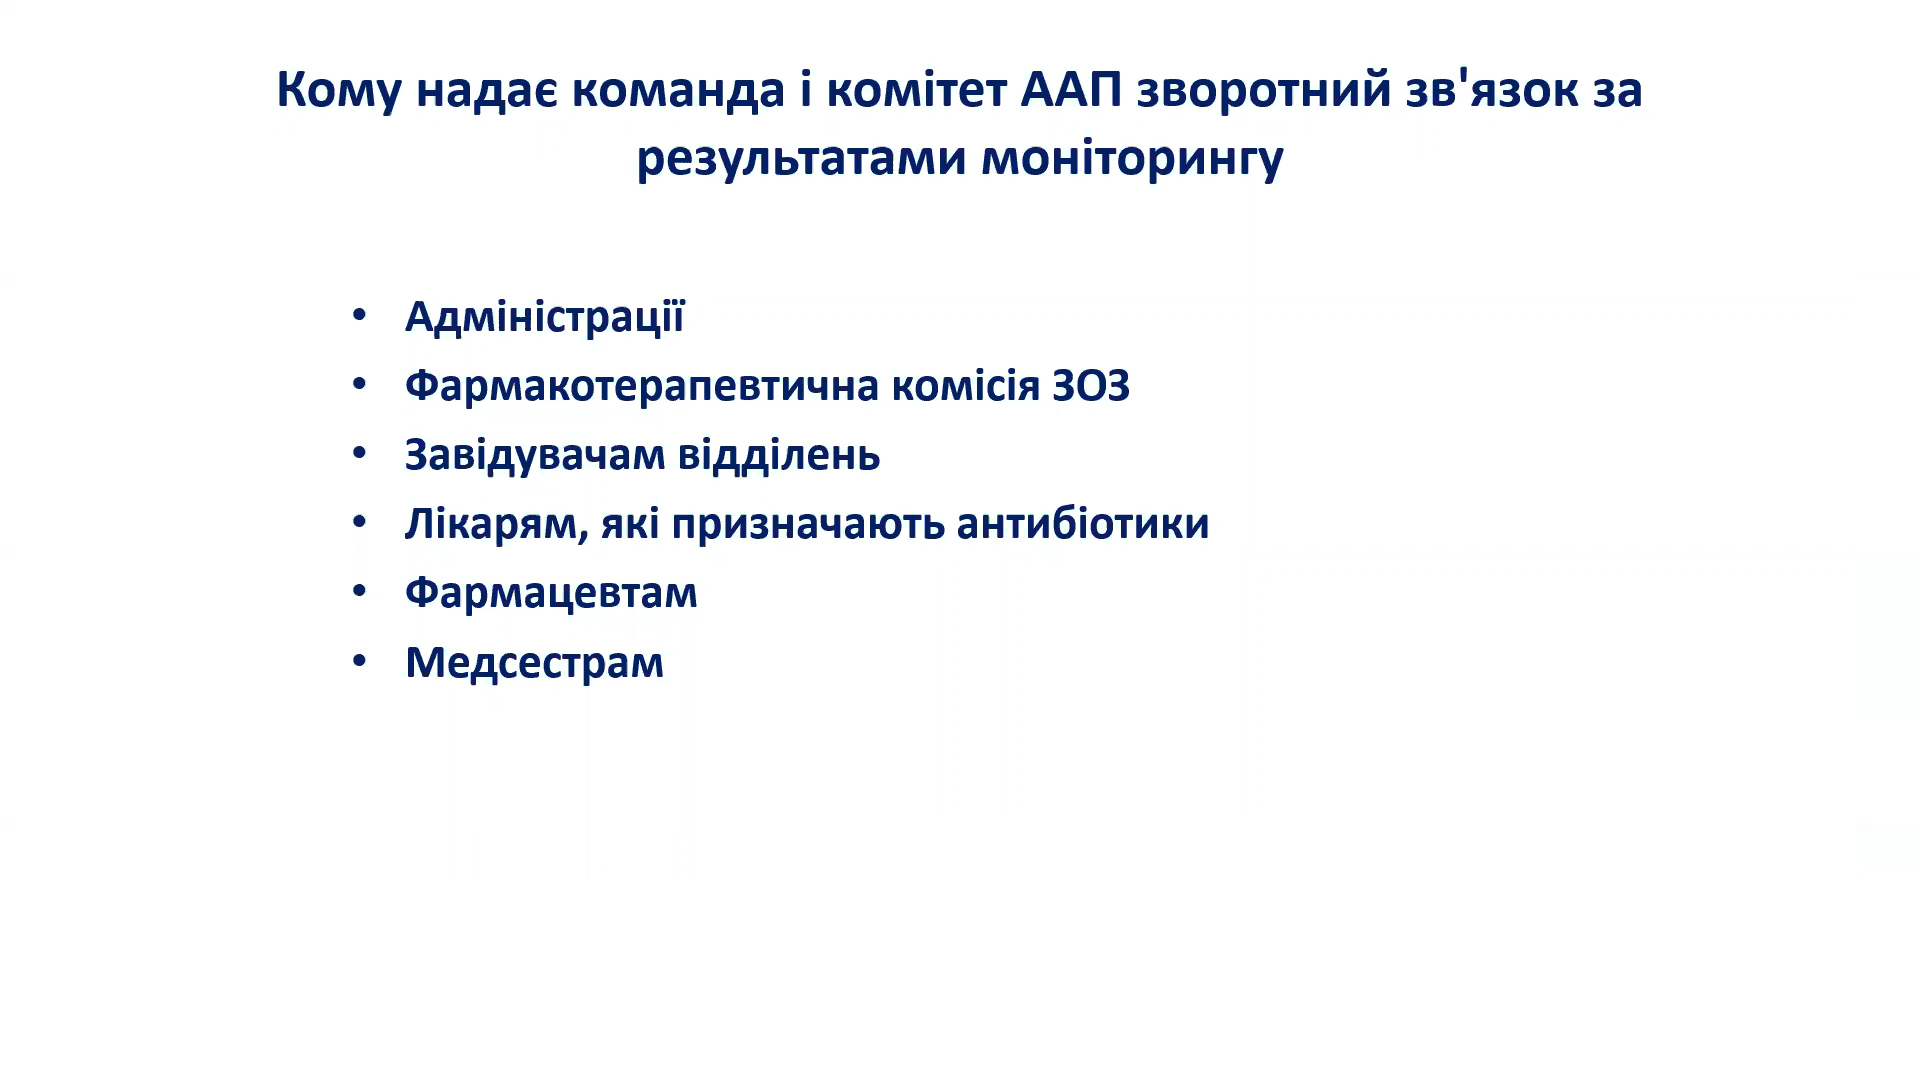 Кому надає команда і комітет ААП зворотний зв'язок за
результатами моніторингу
• Адміністрації
• Фармакотерапевтична комісія ЗОЗ
• Завідувачам відділень
• Лікарям, які призначають антибіотики
• Фармацевтам
• Медсестрам